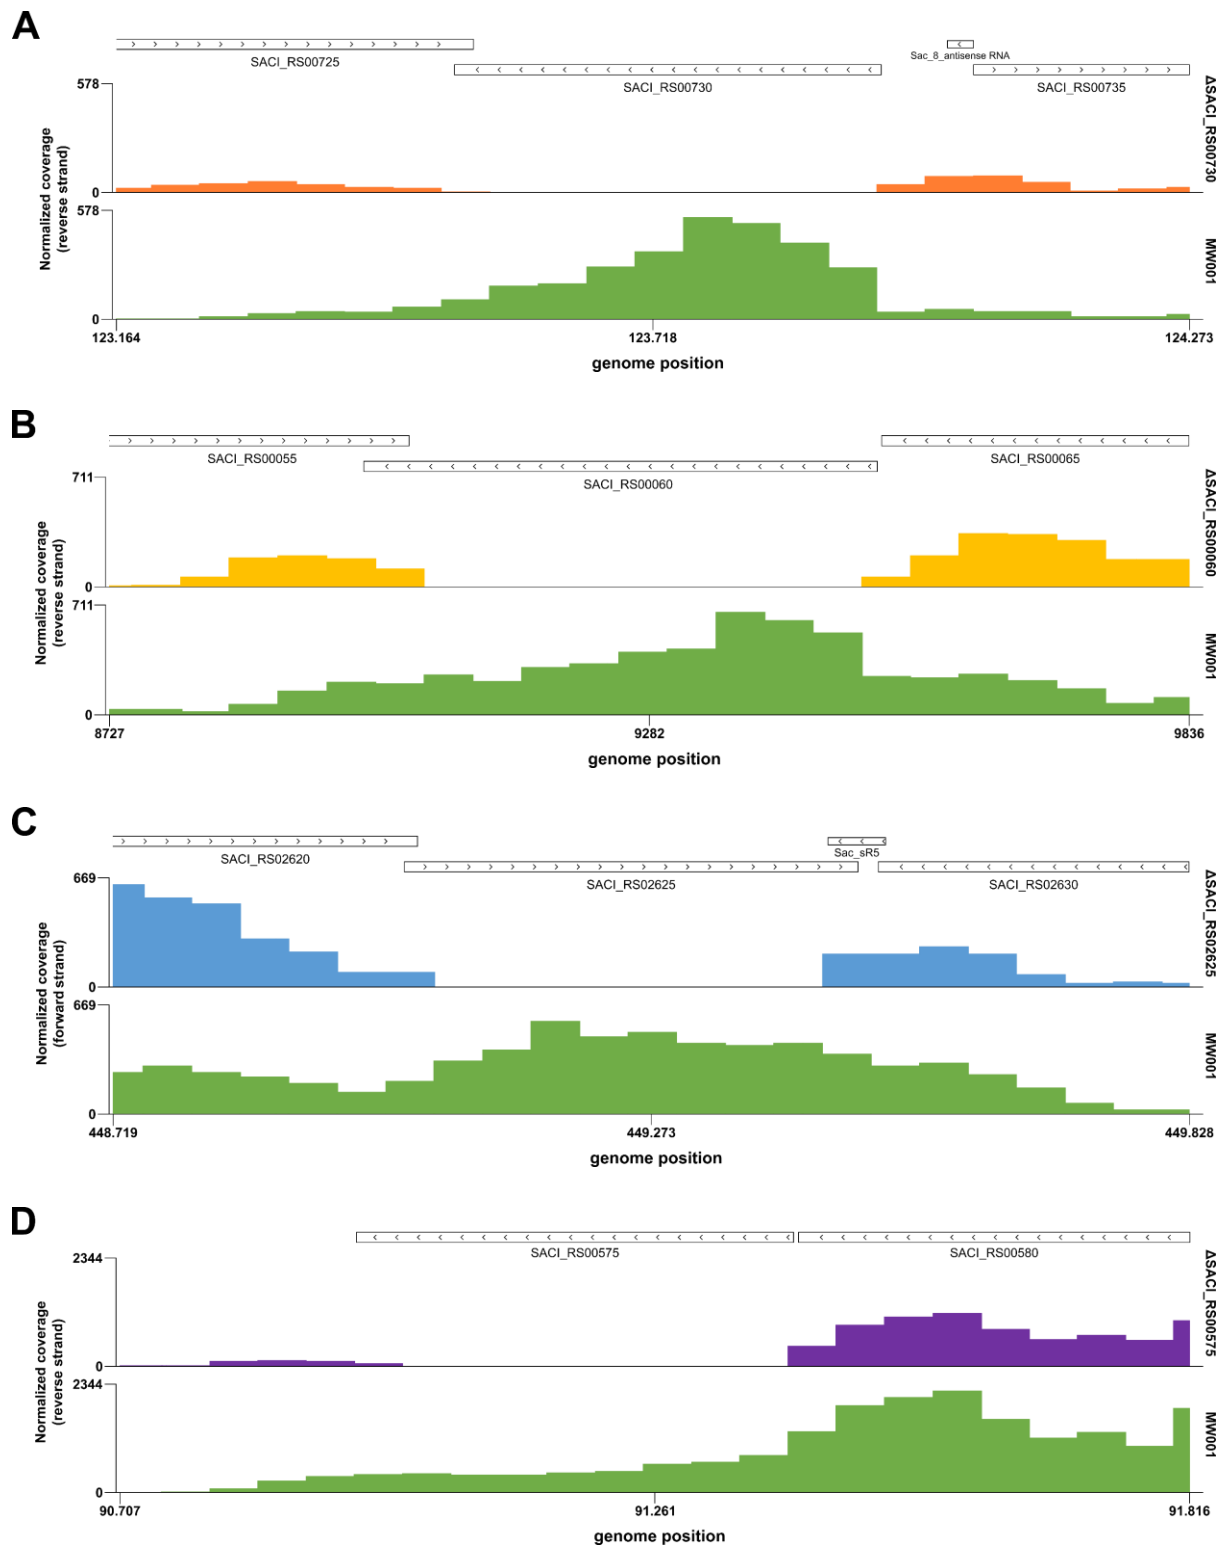 A
SACI_RS00725
SACI_RS00730
Sac_8_antisense RNA
SACI_RS00735
578
0
Normalized coverage
(reverse strand)
ΔSACI_RS00730
578
0
MW001
123.164
123.718
124.273
genome position
B
SACI_RS00055
SACI_RS00060
SACI_RS00065
711
0
Normalized coverage
(reverse strand)
ΔSACI_RS00060
711
0
MW001
8727
9282
9836
genome position
C
SACI_RS02620
SACI_RS02625
Sac_sR5
SACI_RS02630
669
0
Normalized coverage
(forward strand)
ΔSACI_RS02625
669
0
MW001
448.719
449.273
449.828
genome position
D
SACI_RS00575
SACI_RS00580
2344
0
Normalized coverage
(reverse strand)
ΔSACI_RS00575
2344
0
MW001
90.707
91.261
91.816
genome position